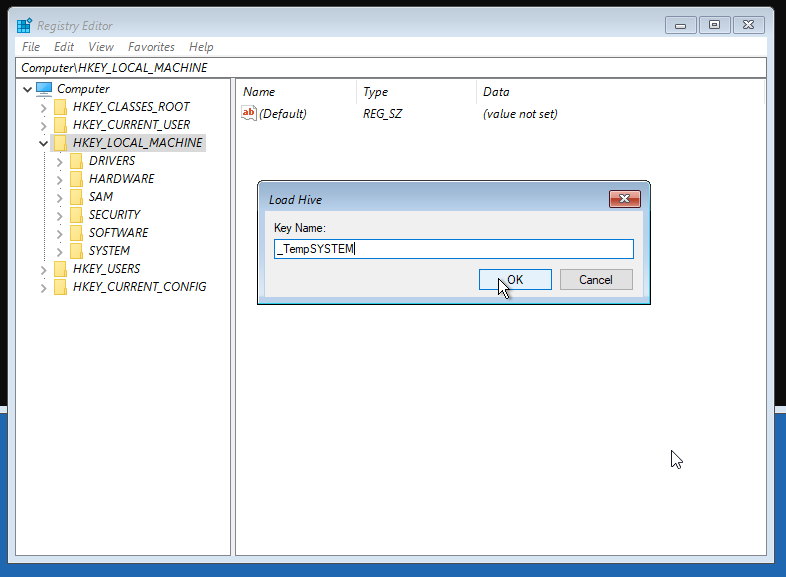 Registry Editor
File Edit View Favorites Help
Computer\HKEY_LOCAL_MACHINE
Computer
HKEY_CLASSES_ROOT
HKEY_CURRENT_USER
HKEY_LOCAL_MACHINE
DRIVERS
HARDWARE
SAM
SECURITY
SOFTWARE
SYSTEM
HKEY_USERS
HKEY_CURRENT_CONFIG
Name Type Data
ab (Default) REG_SZ (value not set)
Load Hive
Key Name:
_TempSYSTEM
OK Cancel